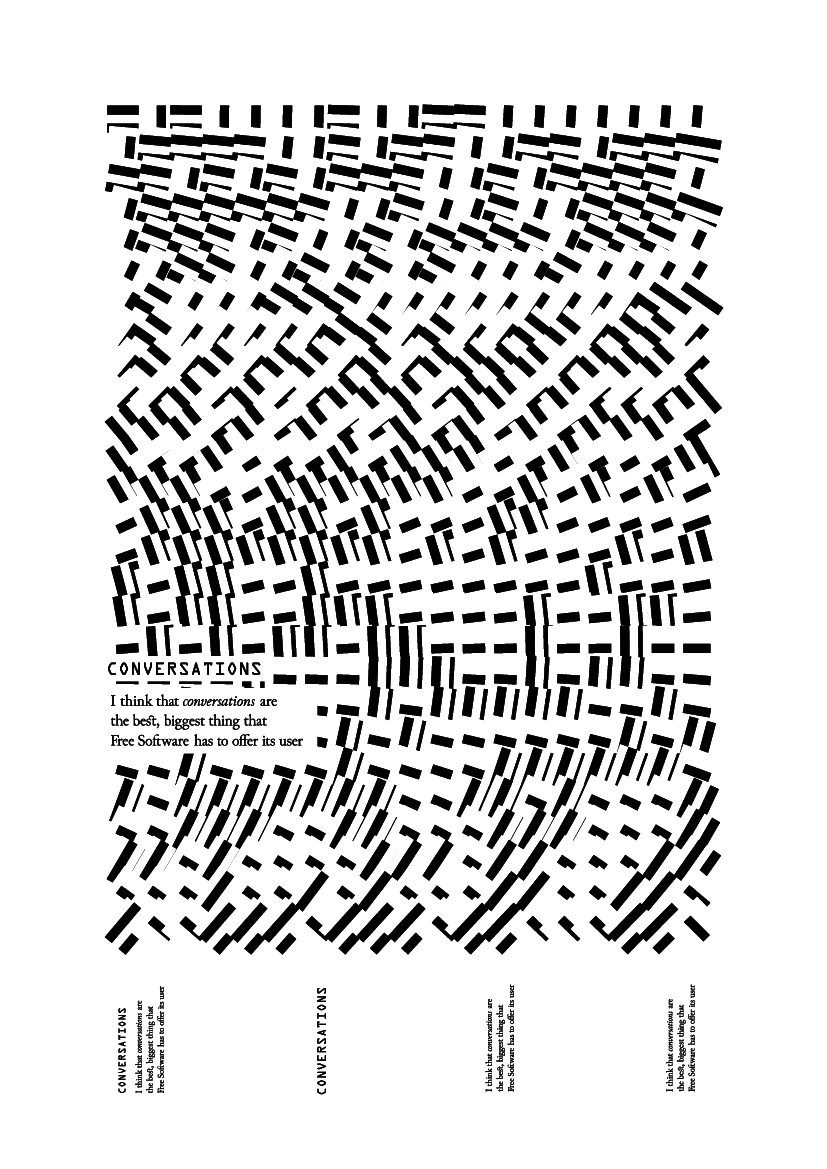 CONVERSATIONS
I think that conversations are
the best, biggest thing that
Free Software has to offer its user
CONVERSATIONS
I think that conversations are
the best, biggest thing that
Free Software has to offer its user
CONVERSATIONS
I think that conversations are
the best, biggest thing that
Free Software has to offer its user
I think that conversations are
the best, biggest thing that
Free Software has to offer its user